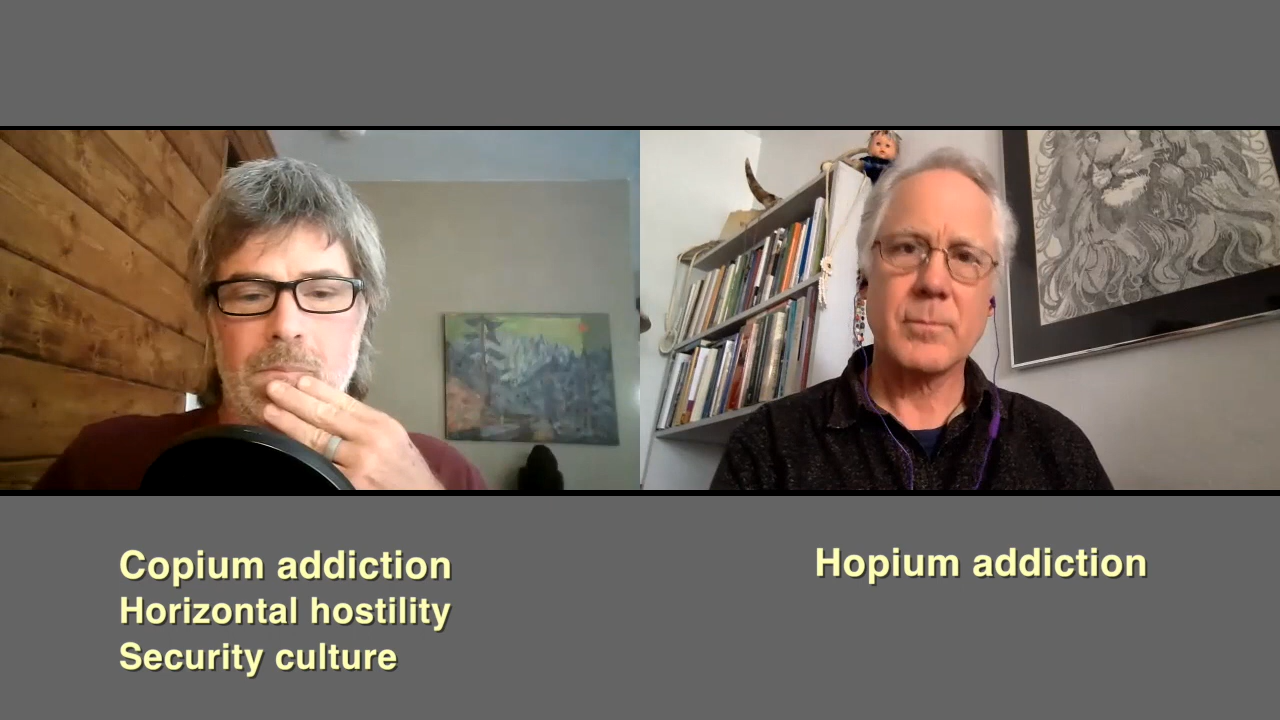 Copium addiction
Horizontal hostility
Security culture
Hopium addiction